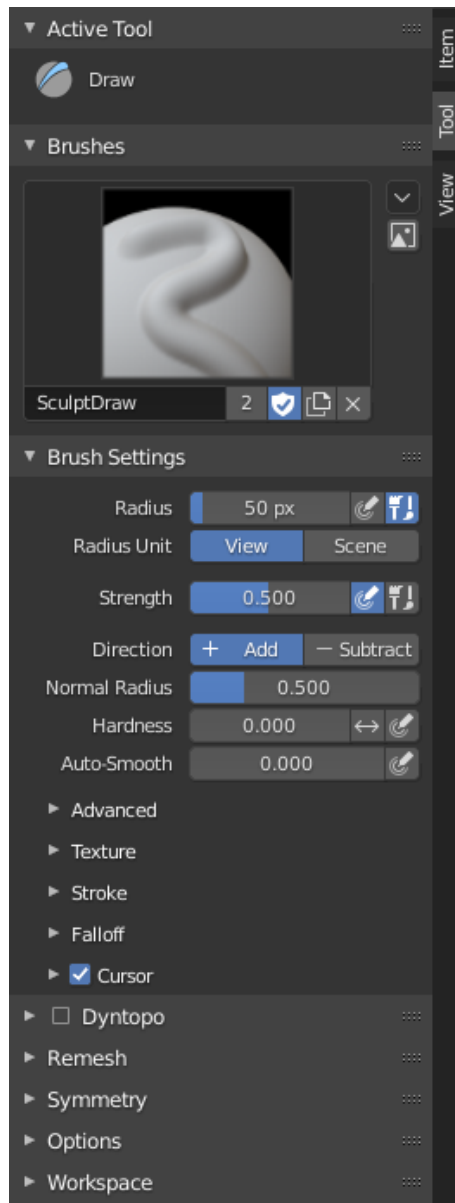 Active Tool
Item
Draw
Tool
Brushes
View
SculptDraw 2
Brush Settings
Radius 50 px
Radius Unit View Scene
Strength 0.500
Direction + Add − Subtract
Normal Radius 0.500
Hardness 0.000
Auto-Smooth 0.000
Advanced
Texture
Stroke
Falloff
Cursor
Dyntopo
Remesh
Symmetry
Options
Workspace